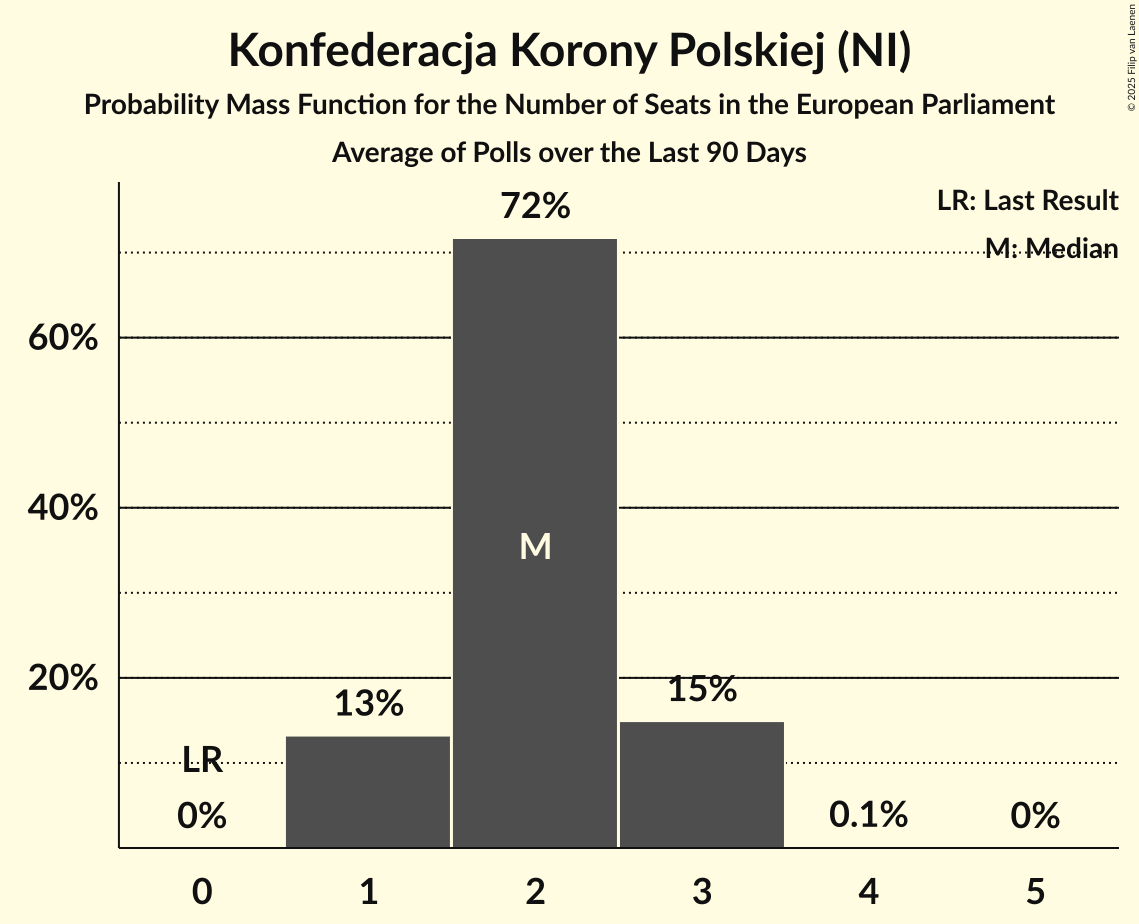 Konfederacja Korony Polskiej (NI)
Probability Mass Function for the Number of Seats in the European Parliament
Average of Polls over the Last 90 Days
© 2025 Filip van Laenen
LR: Last Result
M: Median
72%
60%
40%
M
20%
15%
13%
LR
0%
0.1%
0%
0 1 2 3 4 5